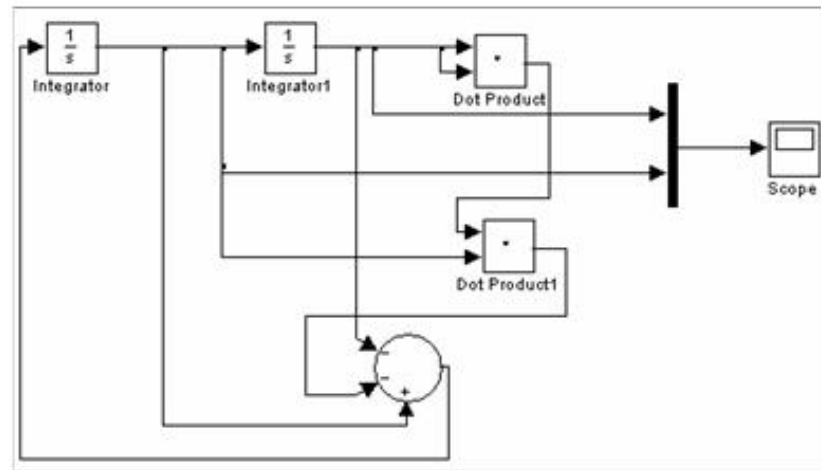 1
s
Integrator
1
s
Integrator1
Dot Product
Scope
Dot Product1
−
−
+